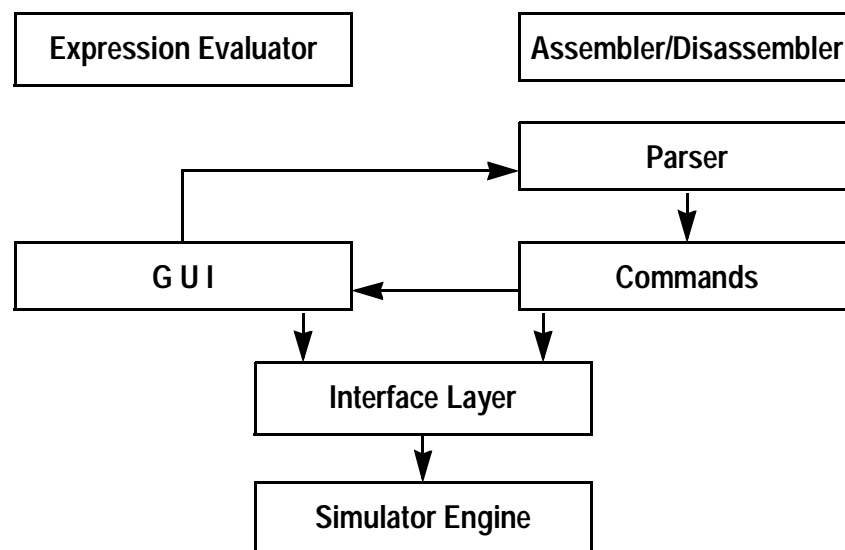 Expression Evaluator
Assembler/Disassembler
Parser
G U I
Commands
Interface Layer
Simulator Engine